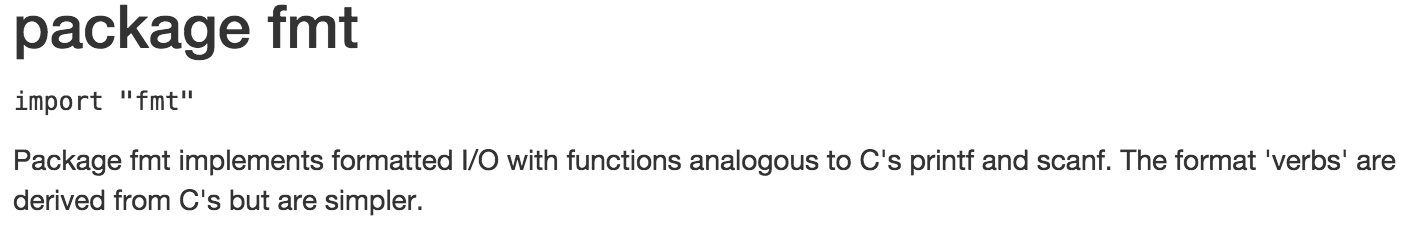 package fmt
import "fmt"
Package fmt implements formatted I/O with functions analogous to C's printf and scanf. The format 'verbs' are
derived from C's but are simpler.